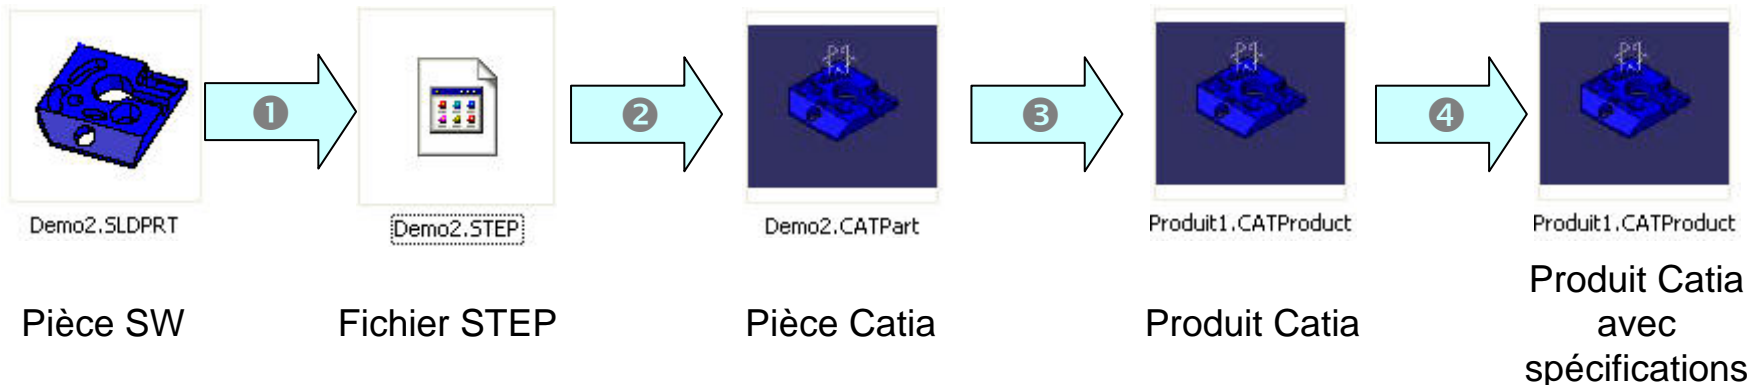 ❶
❷
❸
❹
Demo2.SLDPRT
Demo2.STEP
Demo2.CATPart
Produit1.CATProduct
Produit1.CATProduct
Pièce SW
Fichier STEP
Pièce Catia
Produit Catia
Produit Catia
avec
spécifications